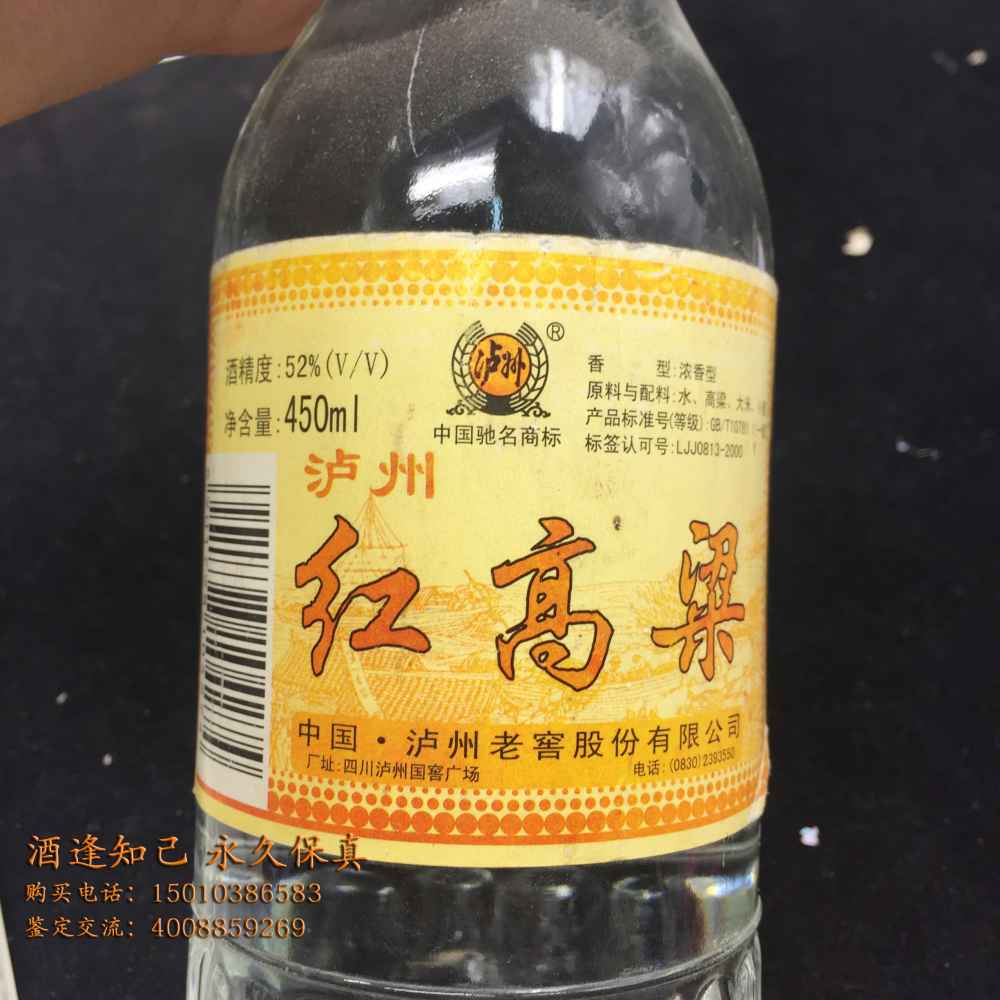 酒精度:52%(V/V)
净含量:450ml
泸州
®
中国驰名商标
香 型:浓香型
原料与配料:水、高粱、大米、
产品标准号(等级):GB/T10781
标签认可号:LJJ0813-2000
泸州
红高粱
中国·泸州老窖股份有限公司
厂址:四川泸州国窖广场
电话:(0830)2393550
酒逢知己 永久保真
购买电话：15010386583
鉴定交流：4008859269